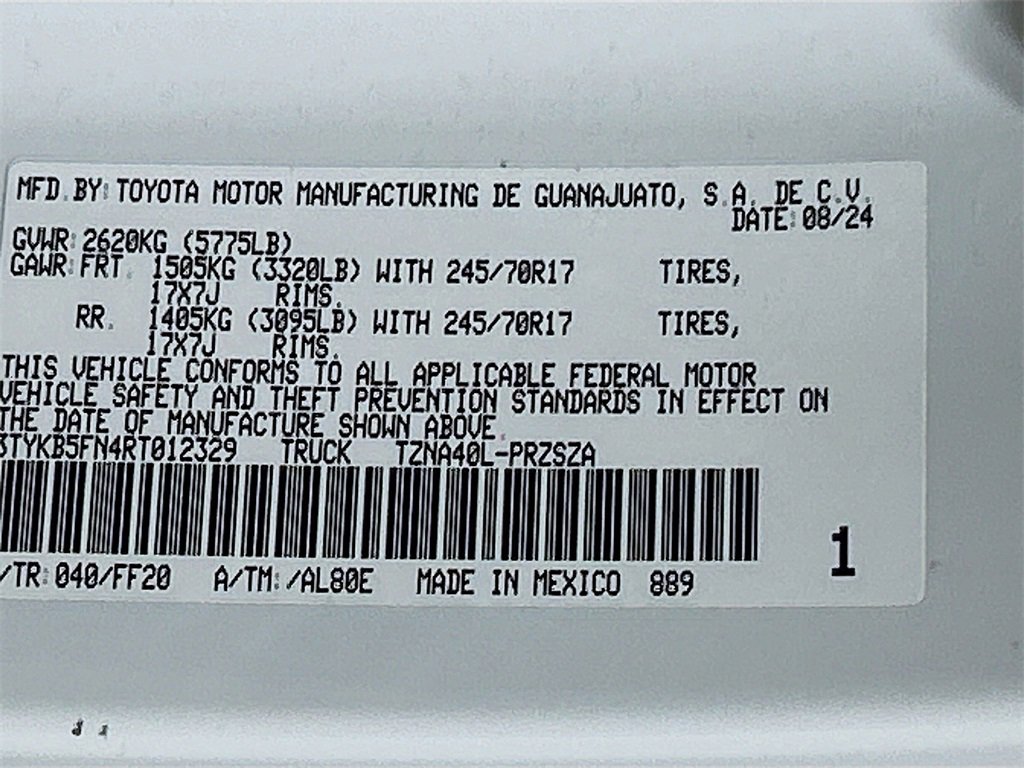 MFD.BY: TOYOTA MOTOR MANUFACTURING DE GUANAJUATO, S.A. DE C.V.
DATE: 08/24
GVWR: 2620KG (5775LB)
GAWR: FRT. 1505KG (3320LB) WITH 245/70R17 TIRES,
17X7J RIMS.
RR. 1405KG (3095LB) WITH 245/70R17 TIRES,
17X7J RIMS.
THIS VEHICLE CONFORMS TO ALL APPLICABLE FEDERAL MOTOR
VEHICLE SAFETY AND THEFT PREVENTION STANDARDS IN EFFECT ON
THE DATE OF MANUFACTURE SHOWN ABOVE.
3TYKB5FN4RT012329 TRUCK TZNA40L-PRZSZA
/TR: 040/FF20 A/TM: /AL80E MADE IN MEXICO 889
1